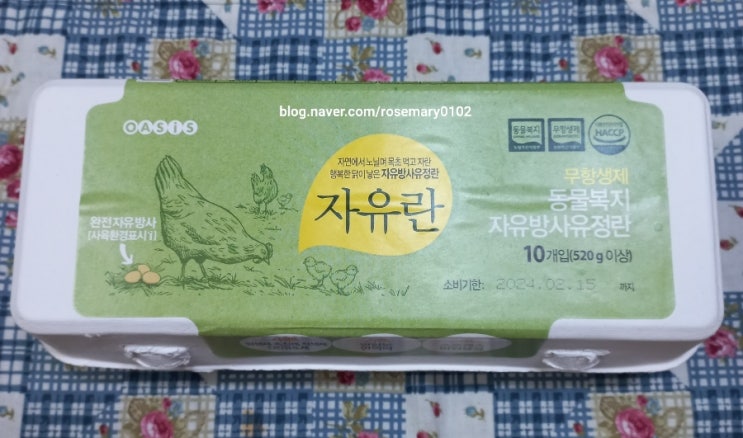 blog.naver.com/rosemary0102
OASIS
자연에서 노닐며 목초 먹고 자란
행복한 닭이 낳은 자유방사유정란
자유란
완전자유방사
[사육환경표시 1]
동물복지
무항생제
HACCP
무항생제
동물복지
자유방사유정란
10개입(520g 이상)
소비기한: 2024.02.15 까지